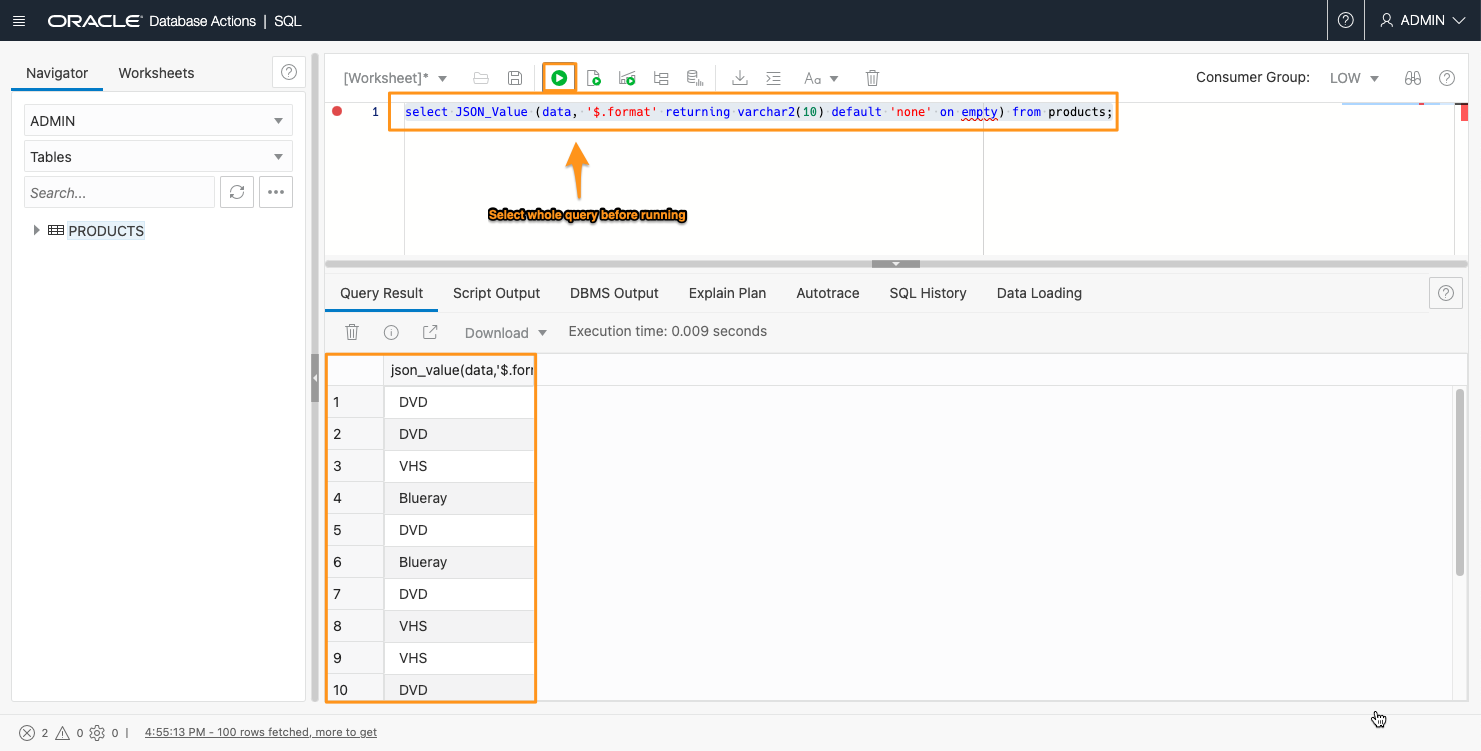 ORACLE Database Actions | SQL
ADMIN
Navigator Worksheets
ADMIN
Tables
Search...
PRODUCTS
[Worksheet]* Aa Consumer Group: LOW
1 select JSON_Value (data, '$.format' returning varchar2(10) default 'none' on empty) from products;
Select whole query before running
Query Result Script Output DBMS Output Explain Plan Autotrace SQL History Data Loading
Download Execution time: 0.009 seconds
json_value(data,'$.forr
1 DVD
2 DVD
3 VHS
4 Blueray
5 DVD
6 Blueray
7 DVD
8 VHS
9 VHS
10 DVD
2 0 0 | 4:55:13 PM - 100 rows fetched, more to get